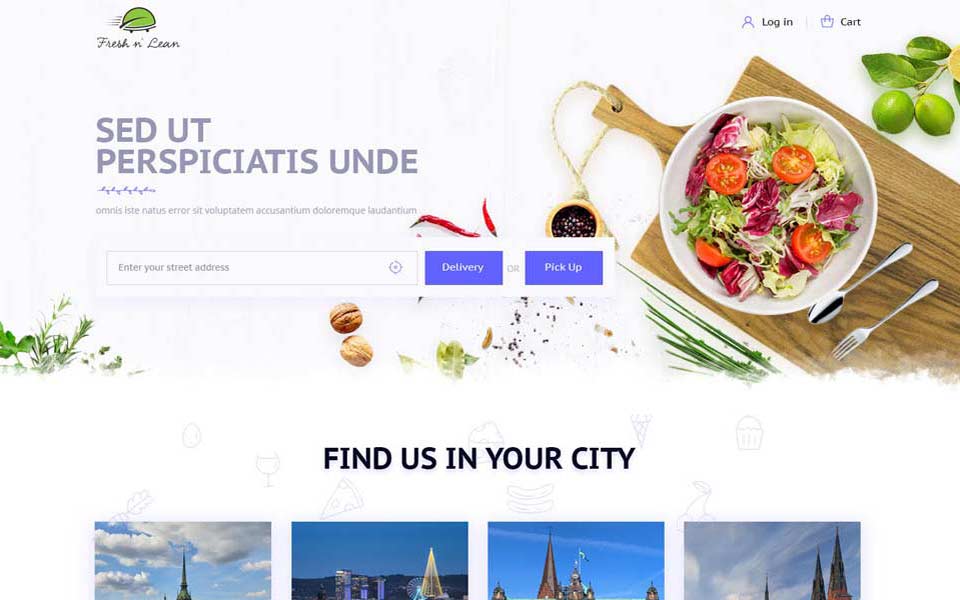 Fresh n' Lean
Log in
Cart
SED UT
PERSPICIATIS UNDE
omnis iste natus error sit voluptatem accusantium doloremque laudantium
Enter your street address
Delivery
OR
Pick Up
FIND US IN YOUR CITY